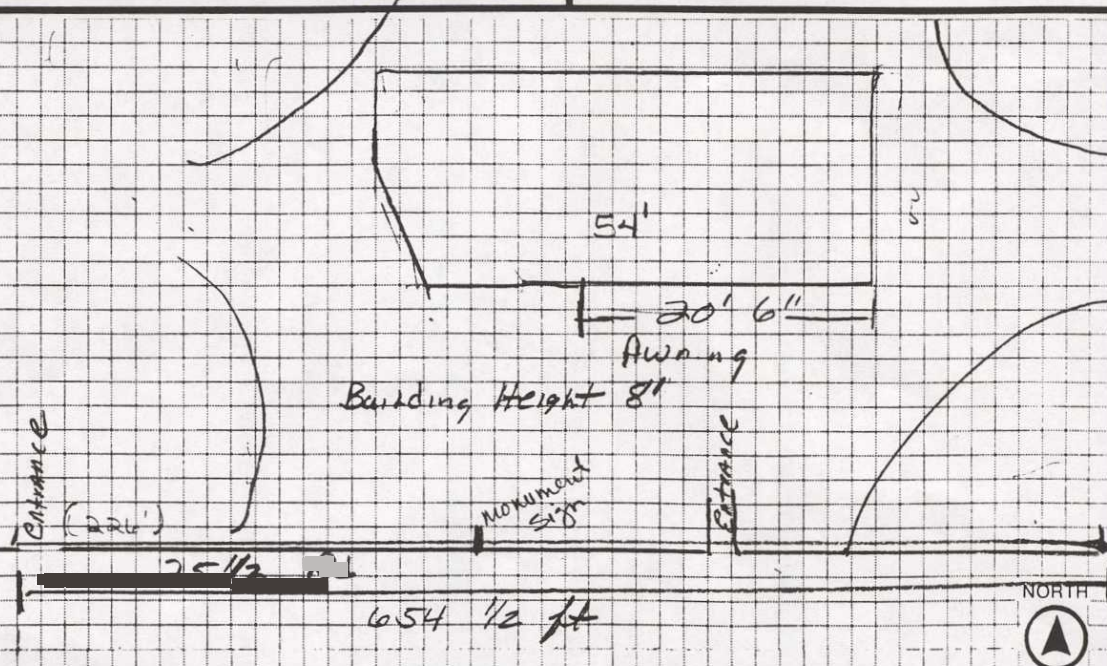 54'
20' 6"
Awning
Building Height 8"
Entrance
Entrance
monument
sign
(226')
654 1/2 ft
NORTH